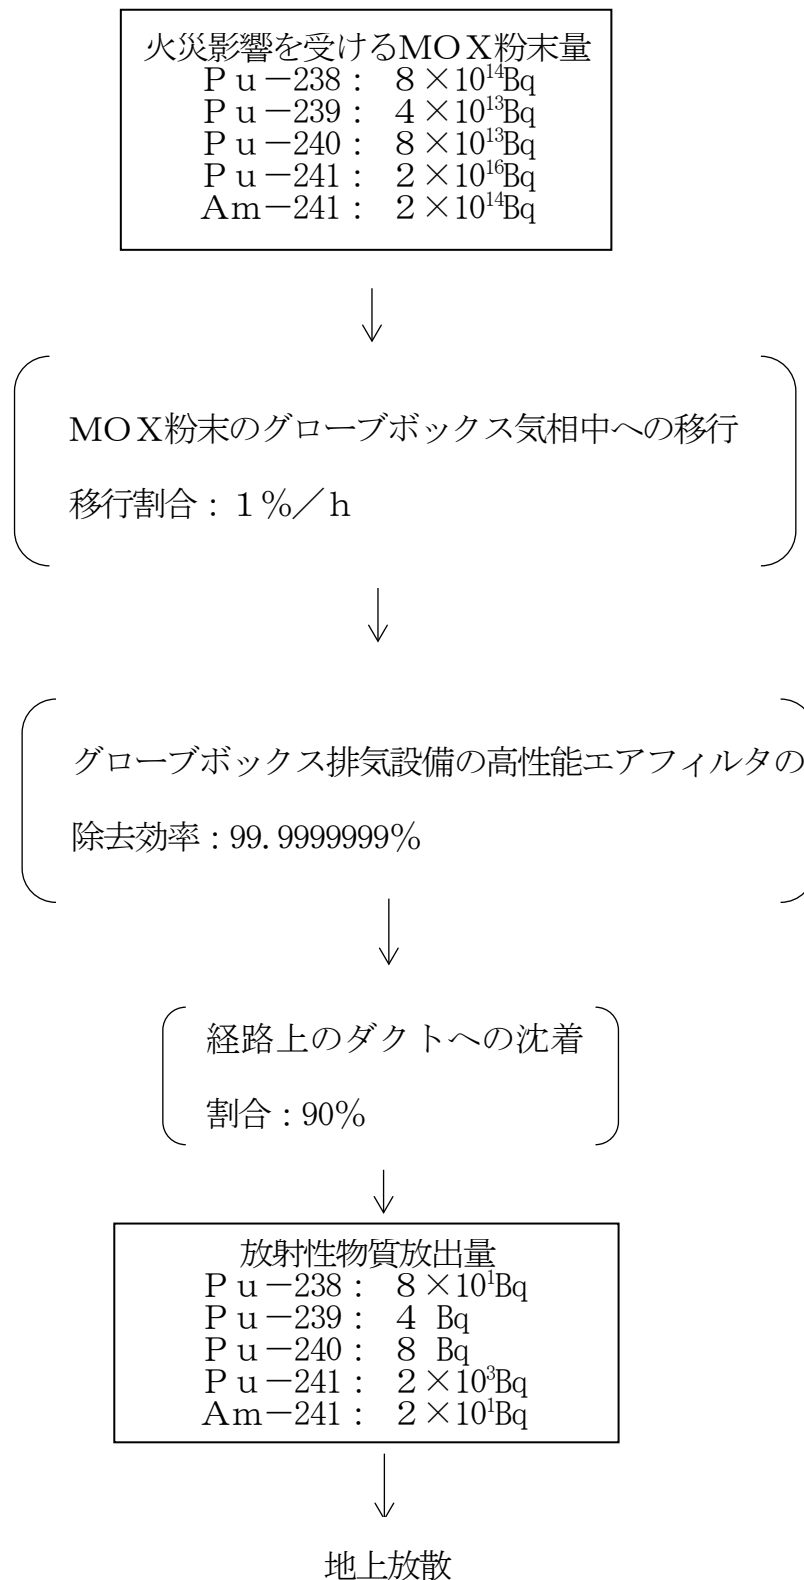 火災影響を受けるMOX粉末量
Pu-238: 8×10¹⁴Bq
Pu-239: 4×10¹³Bq
Pu-240: 8×10¹³Bq
Pu-241: 2×10¹⁶Bq
Am-241: 2×10¹⁴Bq
↓
MOX粉末のグローブボックス気相中への移行
移行割合:1%/h
↓
グローブボックス排気設備の高性能エアフィルタの
除去効率:99.9999999%
↓
経路上のダクトへの沈着
割合:90%
↓
放射性物質放出量
Pu-238: 8×10¹Bq
Pu-239: 4 Bq
Pu-240: 8 Bq
Pu-241: 2×10³Bq
Am-241: 2×10¹Bq
↓
地上放散